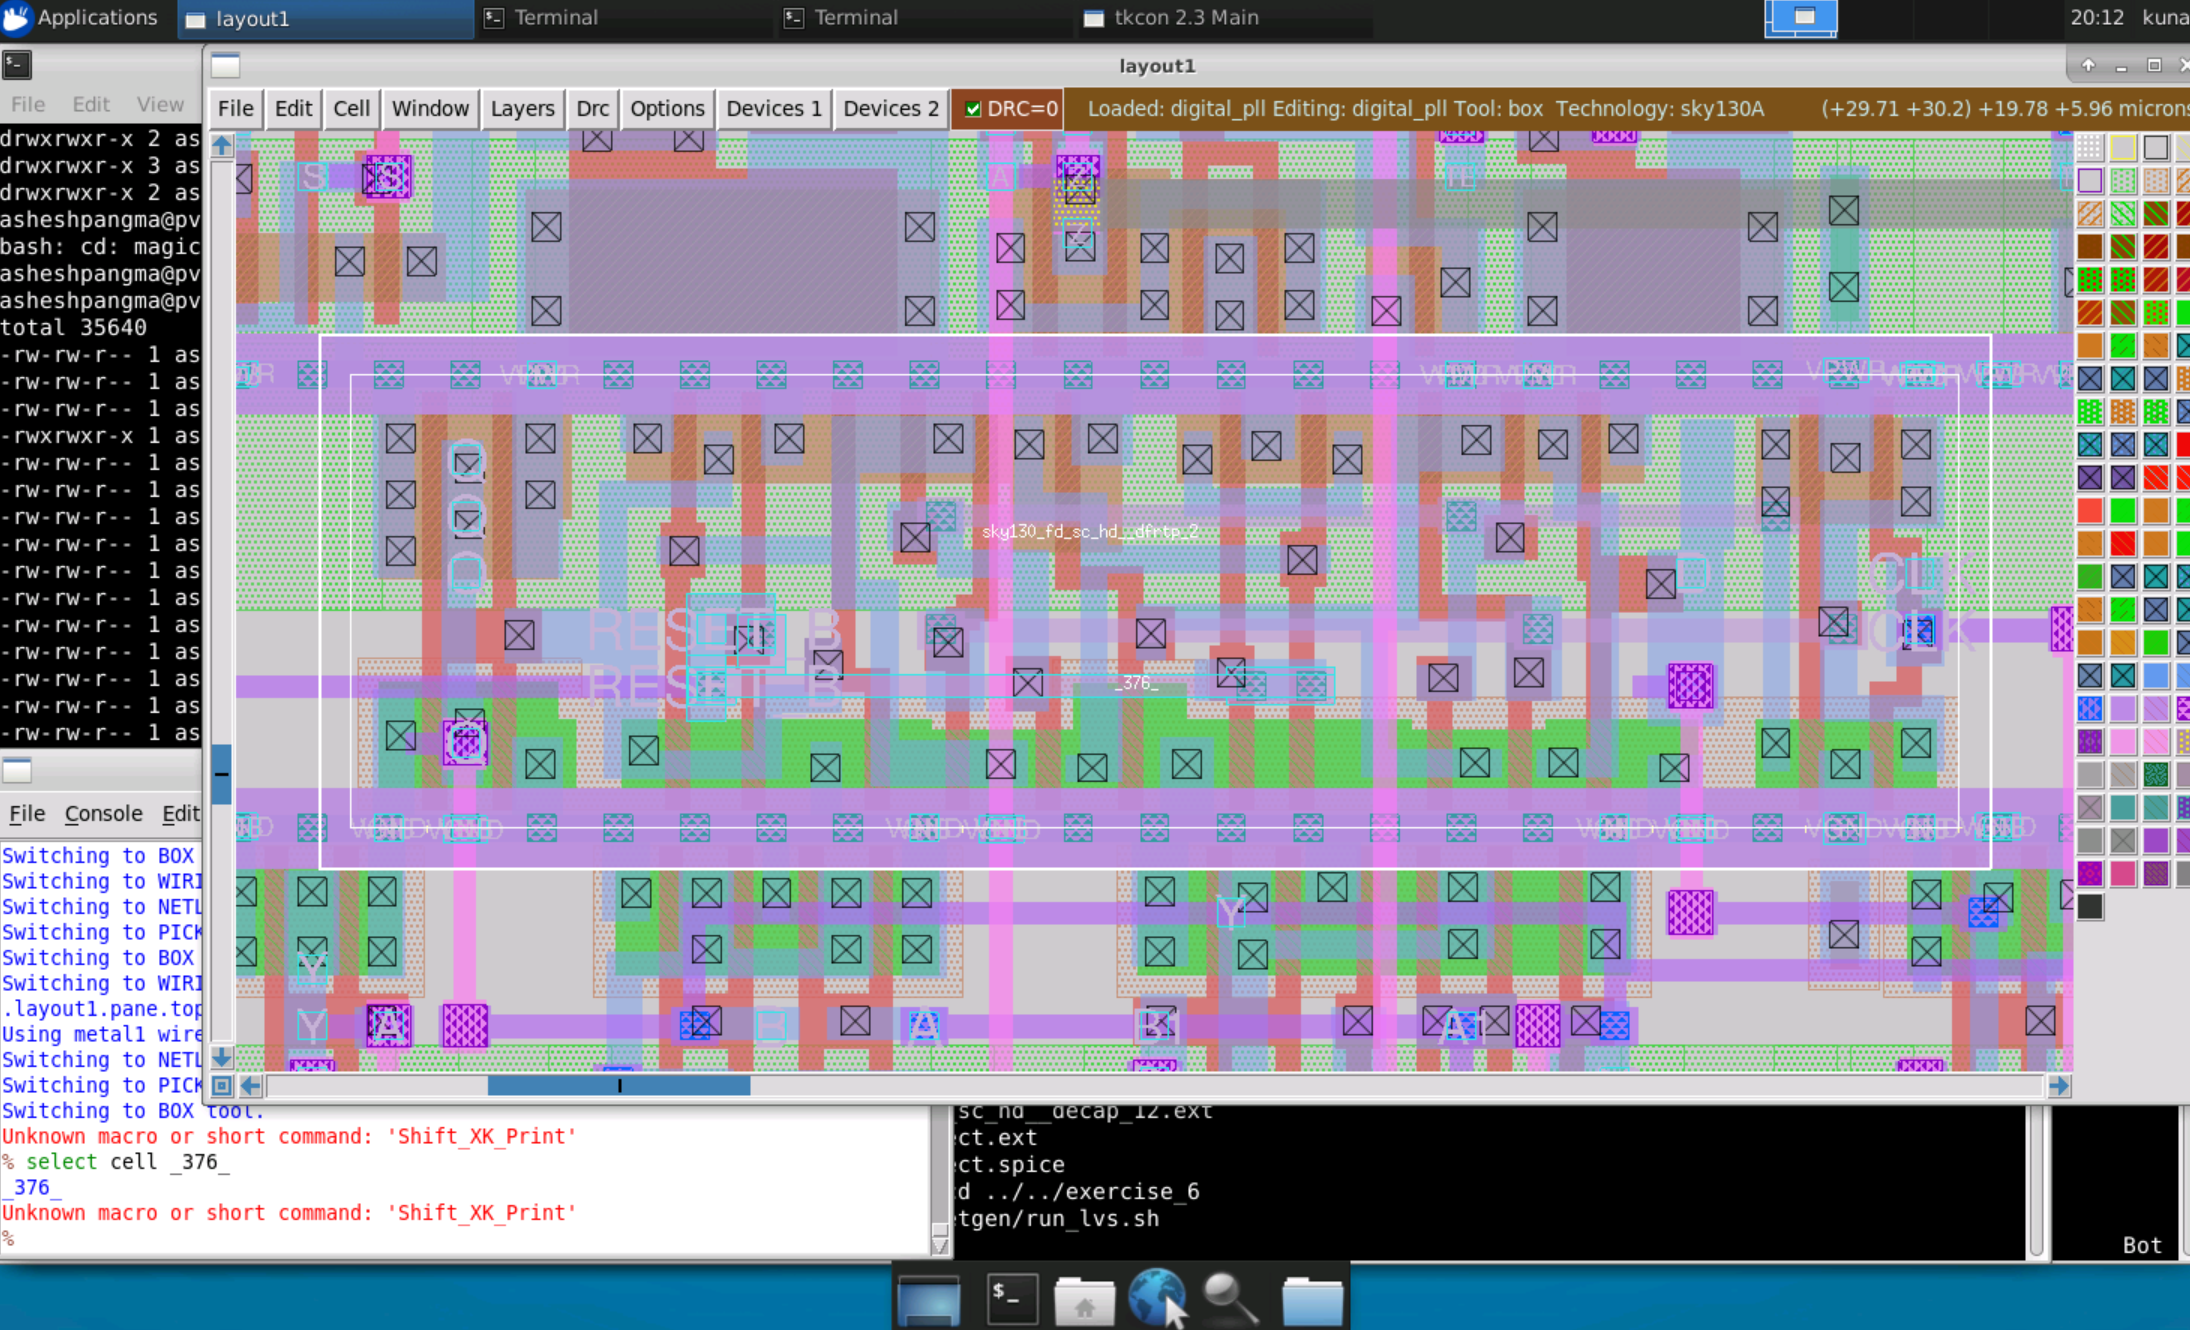 Applications
layout1
Terminal
Terminal
tkcon 2.3 Main
20:12
kuna
layout1
File Edit View
File Edit Cell Window Layers Drc Options Devices 1 Devices 2 DRC=0 Loaded: digital_pll Editing: digital_pll Tool: box Technology: sky130A (+29.71 +30.2) +19.78 +5.96 microns
drwxrwxr-x 2 as
drwxrwxr-x 3 as
drwxrwxr-x 2 as
asheshpangma@pv
bash: cd: magic
asheshpangma@pv
asheshpangma@pv
total 35640
-rw-rw-r-- 1 as
-rw-rw-r-- 1 as
-rw-rw-r-- 1 as
-rwxrwxr-x 1 as
-rw-rw-r-- 1 as
-rw-rw-r-- 1 as
-rw-rw-r-- 1 as
-rw-rw-r-- 1 as
-rw-rw-r-- 1 as
-rw-rw-r-- 1 as
-rw-rw-r-- 1 as
-rw-rw-r-- 1 as
-rw-rw-r-- 1 as
-rw-rw-r-- 1 as
-rw-rw-r-- 1 as
S
S
A
Z
Z
TE
Q
Q
Q
Q
sky130_fd_sc_hd__dfrtp_2
D
CLK
CLK
RESET_B
RESET_B
_376_
Y
Y
Y
A
B
A
B1
A1
File Console Edit
Switching to BOX
Switching to WIRI
Switching to NETL
Switching to PICK
Switching to BOX
Switching to WIRI
.layout1.pane.top
Using metal1 wire
Switching to NETL
Switching to PICK
Switching to BOX tool.
Unknown macro or short command: 'Shift_XK_Print'
% select cell _376_
_376_
Unknown macro or short command: 'Shift_XK_Print'
%
sc_hd__decap_12.ext
ect.ext
ect.spice
cd ../../exercise_6
etgen/run_lvs.sh
Bot